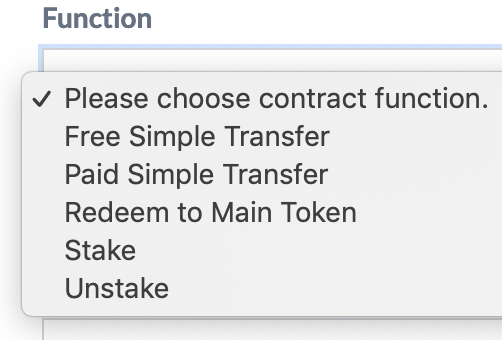 Function
Please choose contract function.
Free Simple Transfer
Paid Simple Transfer
Redeem to Main Token
Stake
Unstake